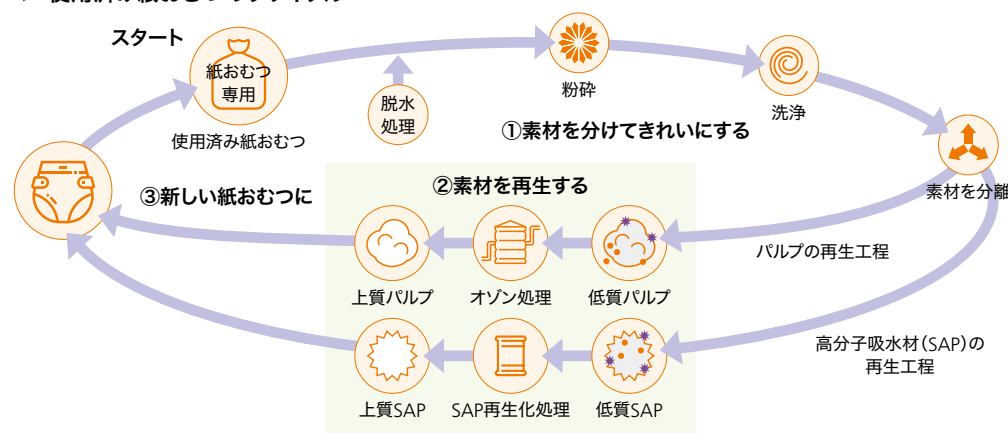 スタート
紙おむつ
専用
使用済み紙おむつ
脱水
処理
粉砕
洗浄
①素材を分けてきれいにする
素材を分離
②素材を再生する
③新しい紙おむつに
上質パルプ
オゾン処理
低質パルプ
パルプの再生工程
上質SAP
SAP再生化処理
低質SAP
高分子吸水材(SAP)の
再生工程